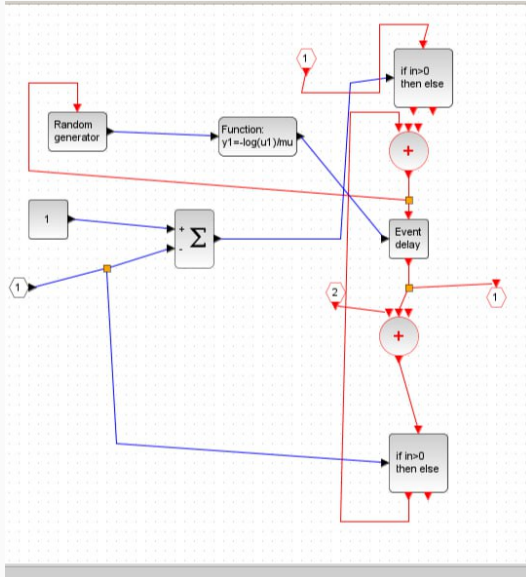 1
if in>0
then else
Random
generator
Function:
y1=-log(u1)/mu
+
1
+
-
Σ
Event
delay
1
2
1
+
if in>0
then else